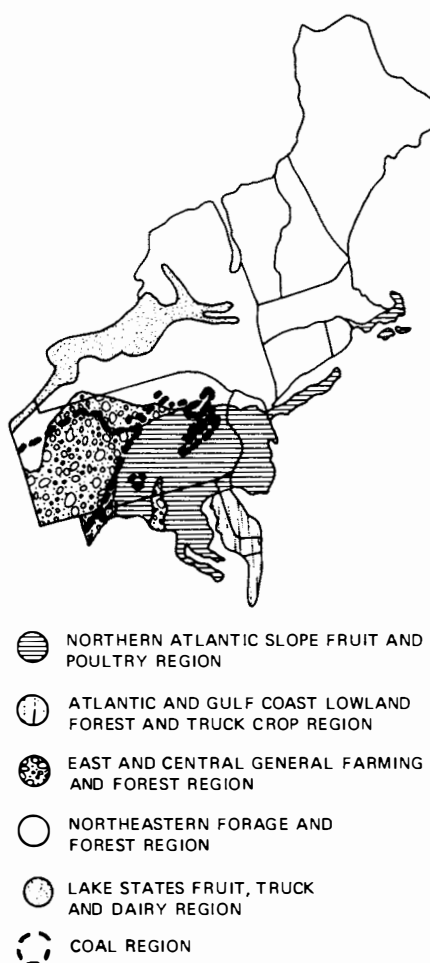 NORTHERN ATLANTIC SLOPE FRUIT AND
POULTRY REGION
ATLANTIC AND GULF COAST LOWLAND
FOREST AND TRUCK CROP REGION
EAST AND CENTRAL GENERAL FARMING
AND FOREST REGION
NORTHEASTERN FORAGE AND
FOREST REGION
LAKE STATES FRUIT, TRUCK
AND DAIRY REGION
COAL REGION